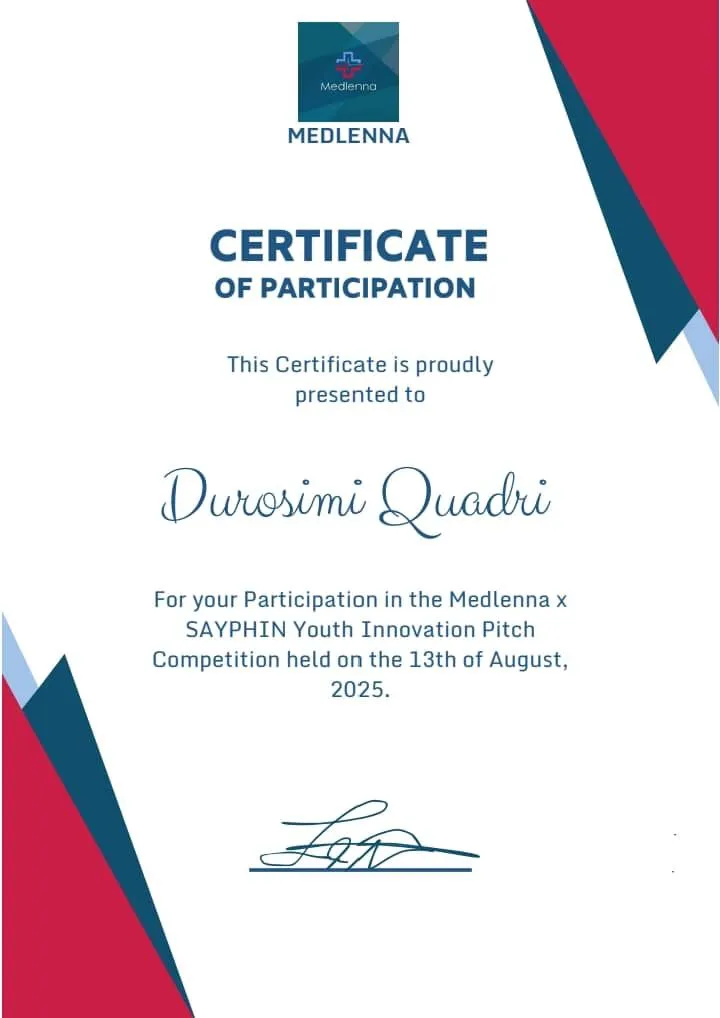 Medlenna
MEDLENNA
CERTIFICATE
OF PARTICIPATION
This Certificate is proudly
presented to
Durosimi Quadri
For your Participation in the Medlenna x
SAYPHIN Youth Innovation Pitch
Competition held on the 13th of August,
2025.